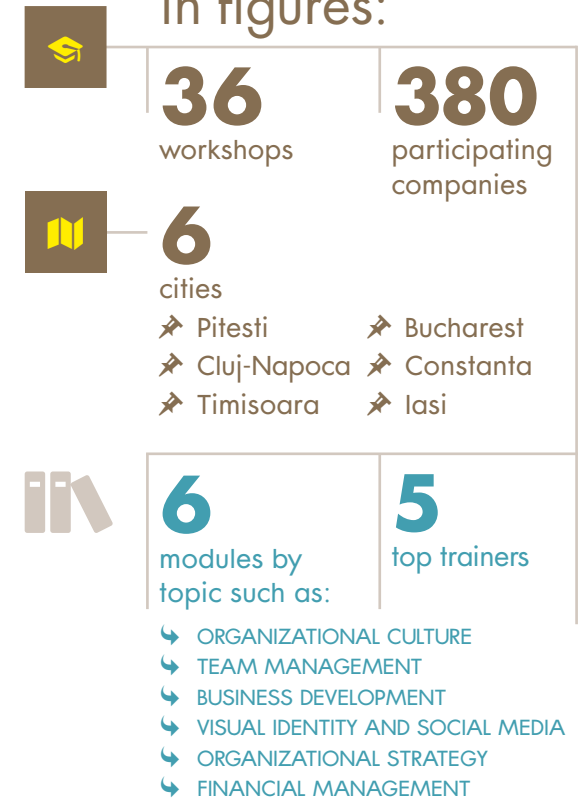 In figures:
36
workshops
380
participating
companies
6
cities
Pitesti
Bucharest
Cluj-Napoca
Constanta
Timisoara
Iasi
6
modules by
topic such as:
5
top trainers
ORGANIZATIONAL CULTURE
TEAM MANAGEMENT
BUSINESS DEVELOPMENT
VISUAL IDENTITY AND SOCIAL MEDIA
ORGANIZATIONAL STRATEGY
FINANCIAL MANAGEMENT